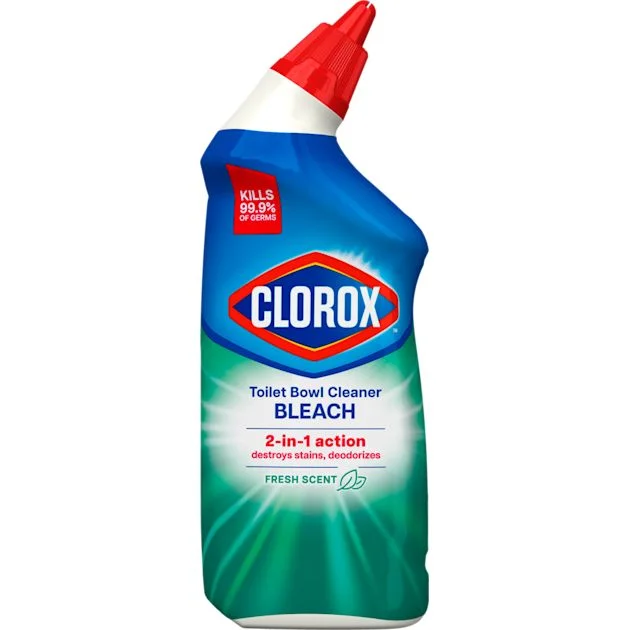 KILLS
99.9%
OF GERMS
CLOROX
™
Toilet Bowl Cleaner
BLEACH
2-in-1 action
destroys stains, deodorizes
FRESH SCENT